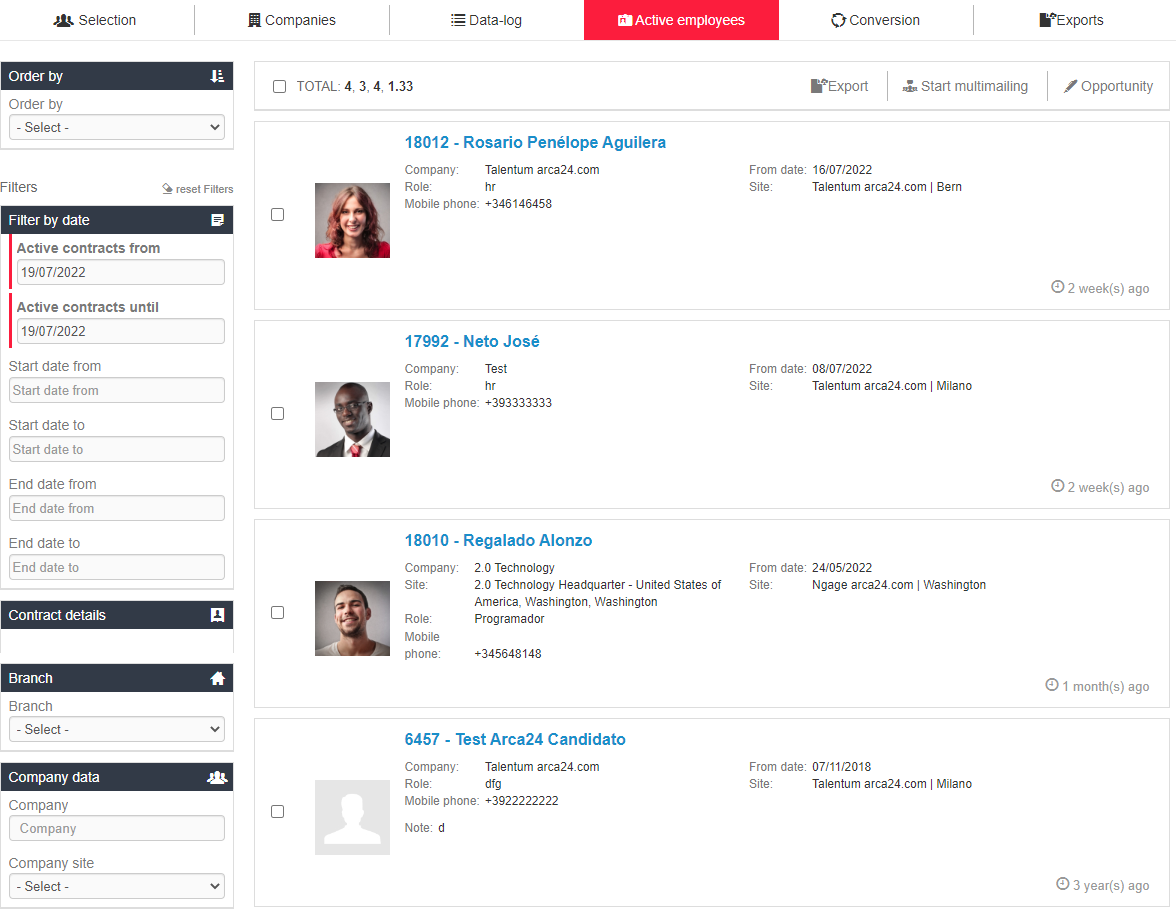 Selection
Companies
Data-log
Active employees
Conversion
Exports
Order by
Order by
- Select -
Filters
reset Filters
Filter by date
Active contracts from
19/07/2022
Active contracts until
19/07/2022
Start date from
Start date from
Start date to
Start date to
End date from
End date from
End date to
End date to
Contract details
Branch
Branch
- Select -
Company data
Company
Company
Company site
- Select -
TOTAL: 4, 3, 4, 1.33
Export
Start multimailing
Opportunity
18012 - Rosario Penélope Aguilera
Company: Talentum arca24.com
Role: hr
Mobile phone: +346146458
From date: 16/07/2022
Site: Talentum arca24.com | Bern
2 week(s) ago
17992 - Neto José
Company: Test
Role: hr
Mobile phone: +393333333
From date: 08/07/2022
Site: Talentum arca24.com | Milano
2 week(s) ago
18010 - Regalado Alonzo
Company: 2.0 Technology
Site: 2.0 Technology Headquarter - United States of
America, Washington, Washington
Role: Programador
Mobile
phone: +345648148
From date: 24/05/2022
Site: Ngage arca24.com | Washington
1 month(s) ago
6457 - Test Arca24 Candidato
Company: Talentum arca24.com
Role: dfg
Mobile phone: +3922222222
Note: d
From date: 07/11/2018
Site: Talentum arca24.com | Milano
3 year(s) ago